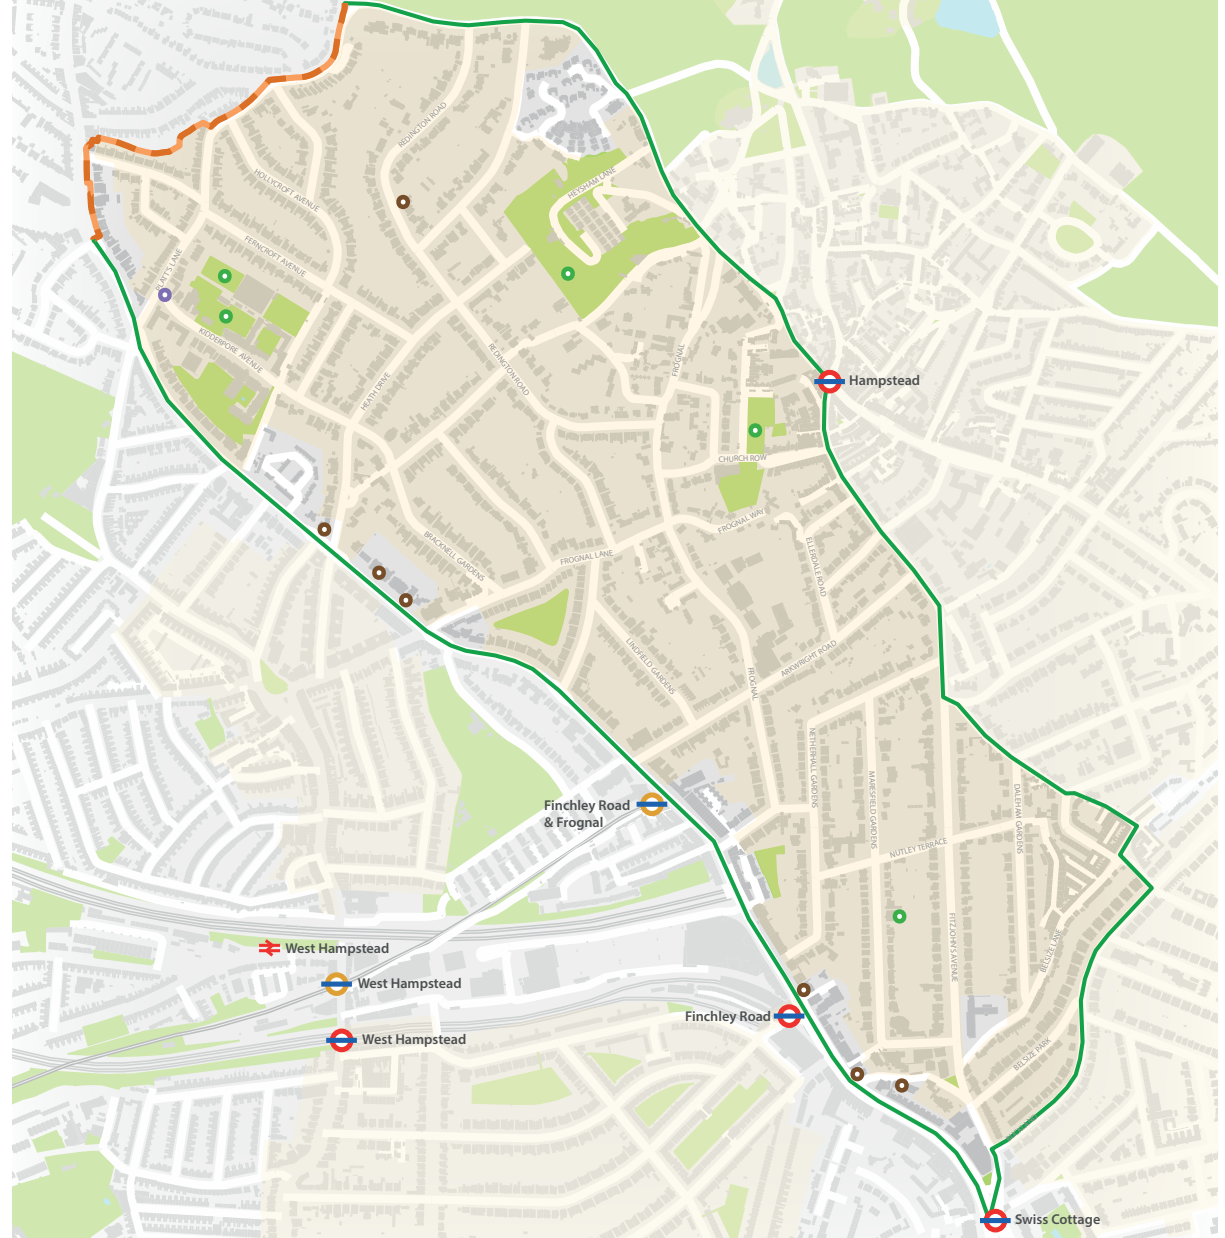 REDINGTON ROAD
HEYSHAM LANE
HOLLYCROFT AVENUE
FERNCROFT AVENUE
PLATT'S LANE
KIDDERPORE AVENUE
REDINGTON ROAD
FROGNAL
HEATH DRIVE
Hampstead
CHURCH ROW
FROGNAL WAY
BRACKNELL GARDENS
FROGNAL LANE
ELLERDALE ROAD
LINDFIELD GARDENS
ARKWRIGHT ROAD
FROGNAL
NETHERHALL GARDENS
MARESFIELD GARDENS
DALEHAM GARDENS
Finchley Road
& Frognal
NUTLEY TERRACE
FITZJOHN'S AVENUE
BELSIZE LANE
West Hampstead
West Hampstead
Finchley Road
West Hampstead
BELSIZE PARK
Swiss Cottage